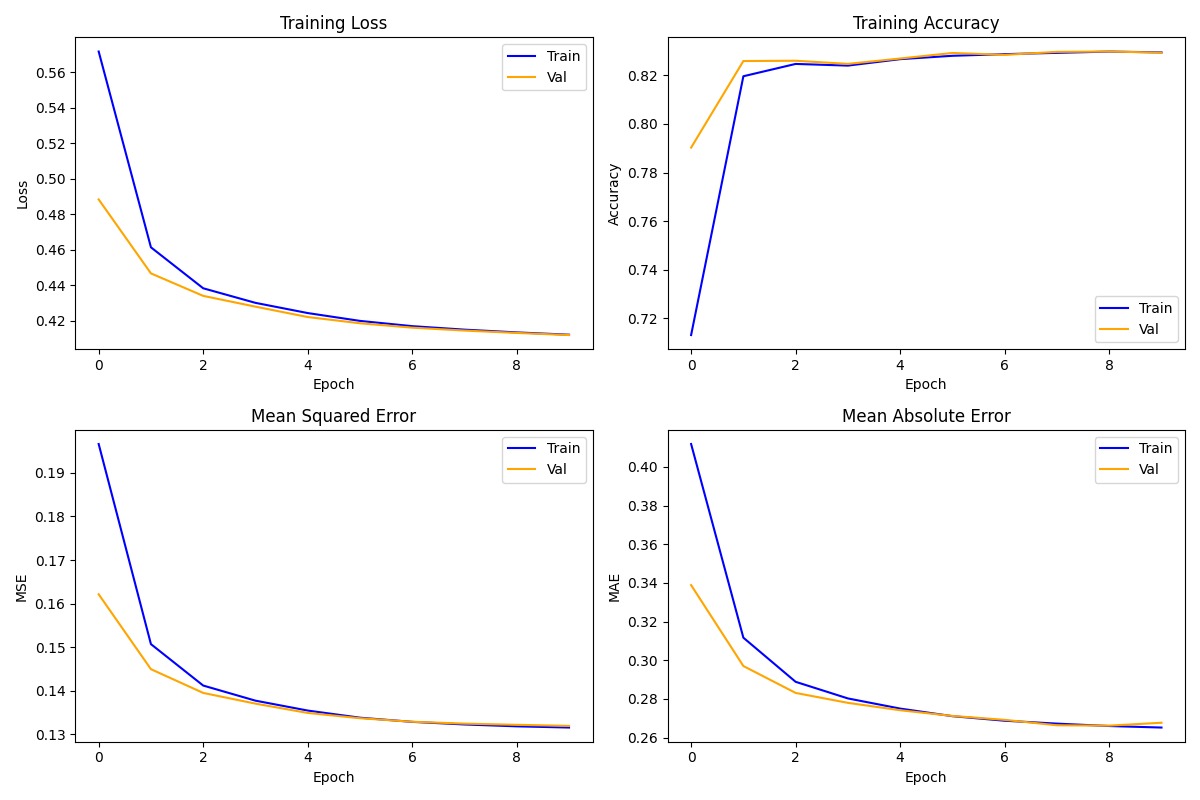 Training Loss
Loss
0.56
0.54
0.52
0.50
0.48
0.46
0.44
0.42
Train
Val
0 2 4 6 8
Epoch
Training Accuracy
Accuracy
0.82
0.80
0.78
0.76
0.74
0.72
Train
Val
0 2 4 6 8
Epoch
Mean Squared Error
MSE
0.19
0.18
0.17
0.16
0.15
0.14
0.13
Train
Val
0 2 4 6 8
Epoch
Mean Absolute Error
MAE
0.40
0.38
0.36
0.34
0.32
0.30
0.28
0.26
Train
Val
0 2 4 6 8
Epoch